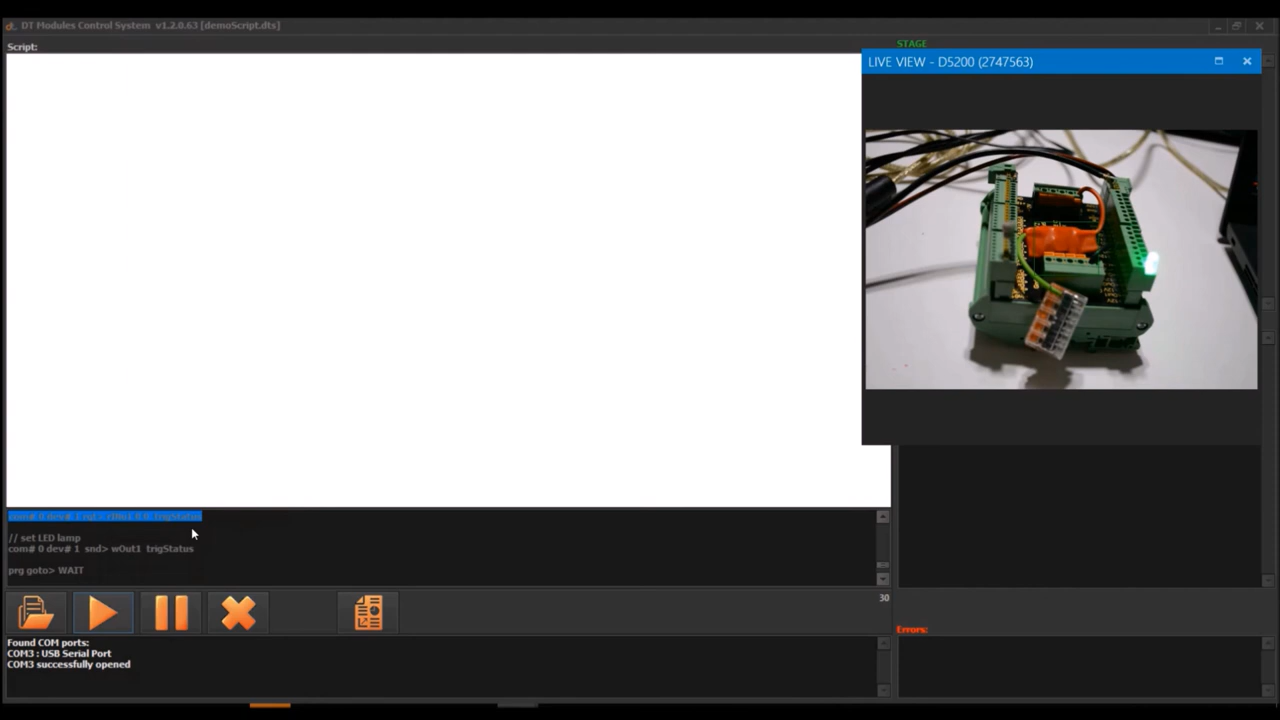 DT Modules Control System v1.2.0.63 [demoScript.dts]
Script:
STAGE
LIVE VIEW - D5200 (2747563)
// set LED lamp
com# 0 dev# 1 snd> wOut1 trigStatus
prg goto> WAIT
30
Found COM ports:
COM3 : USB Serial Port
COM3 successfully opened
Errors: